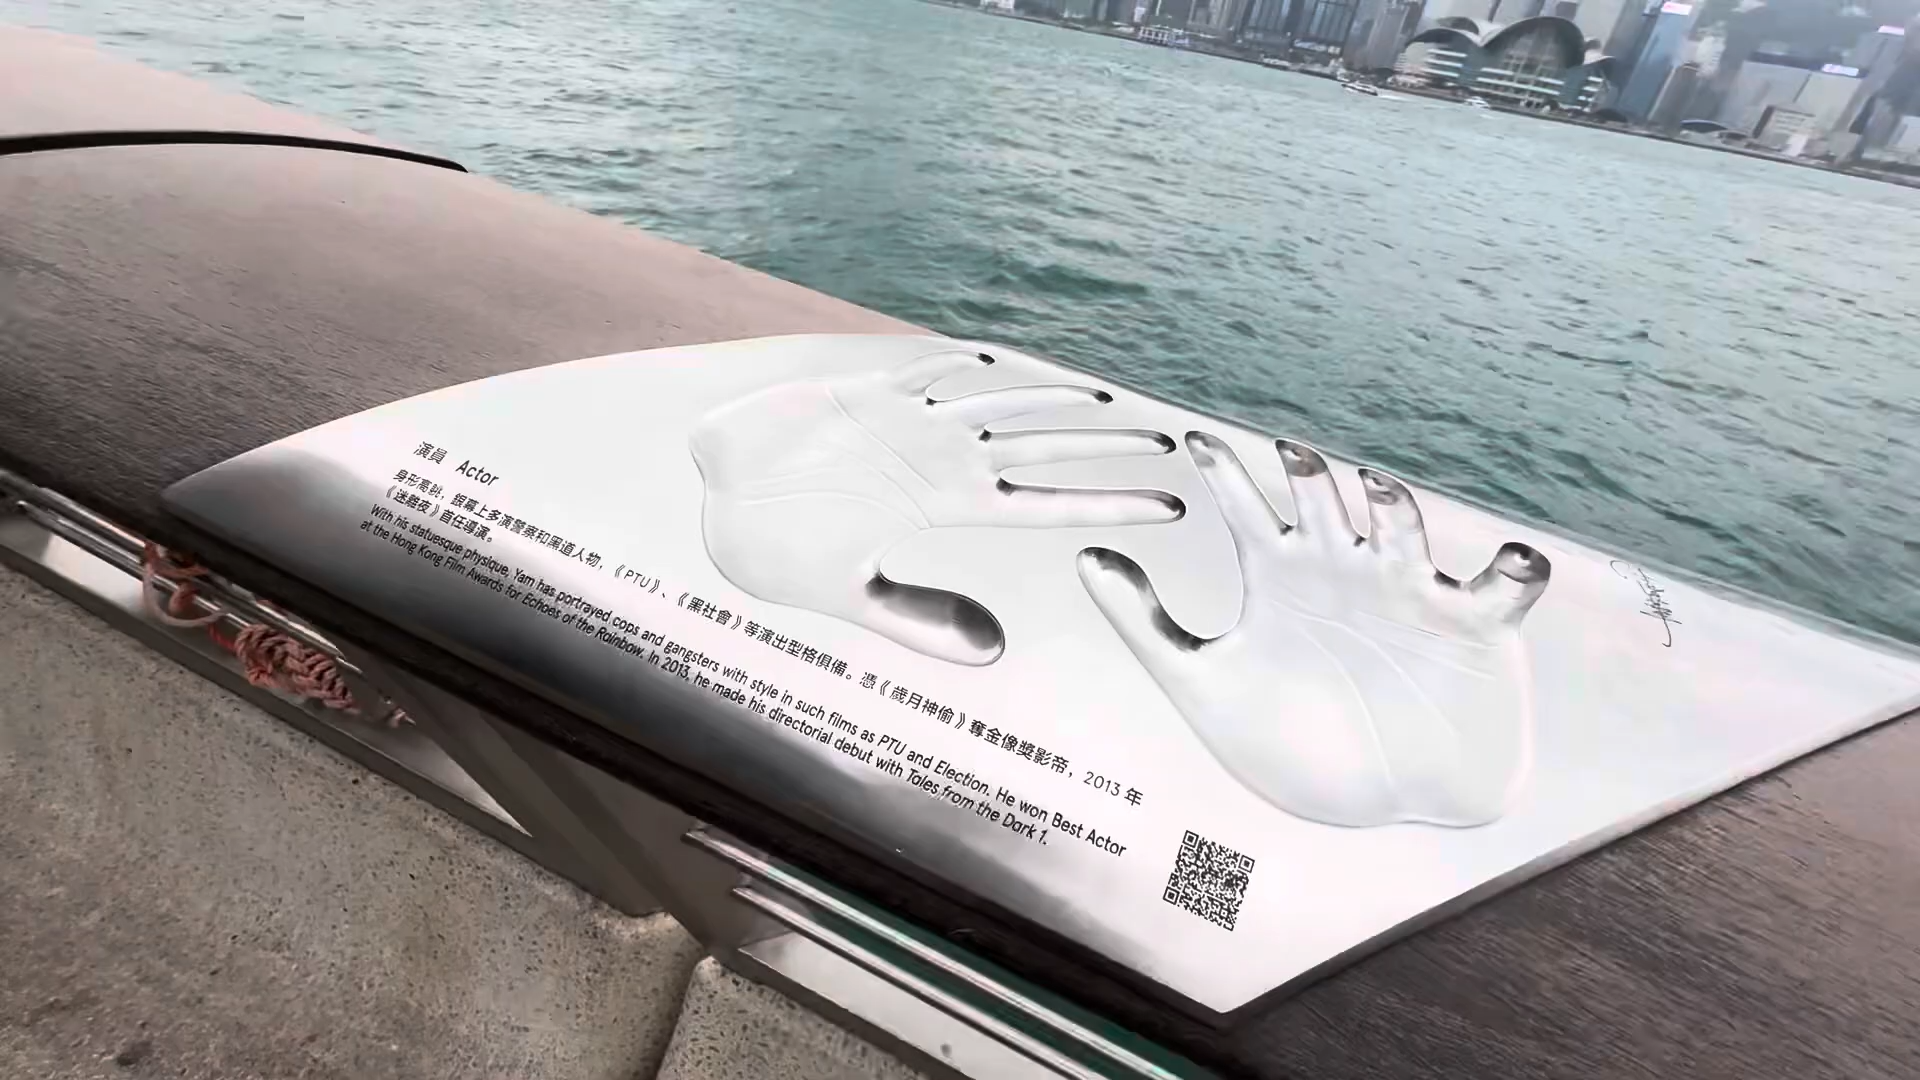 演員 Actor
身形高䠷，銀幕上多演警察和黑道人物，《PTU》、《黑社會》等演出型格俱備。憑《歲月神偷》奪金像獎影帝，2013 年
《迷離夜》首任導演。
With his statuesque physique, Yam has portrayed cops and gangsters with style in such films as PTU and Election. He won Best Actor
at the Hong Kong Film Awards for Echoes of the Rainbow. In 2013, he made his directorial debut with Tales from the Dark 1.